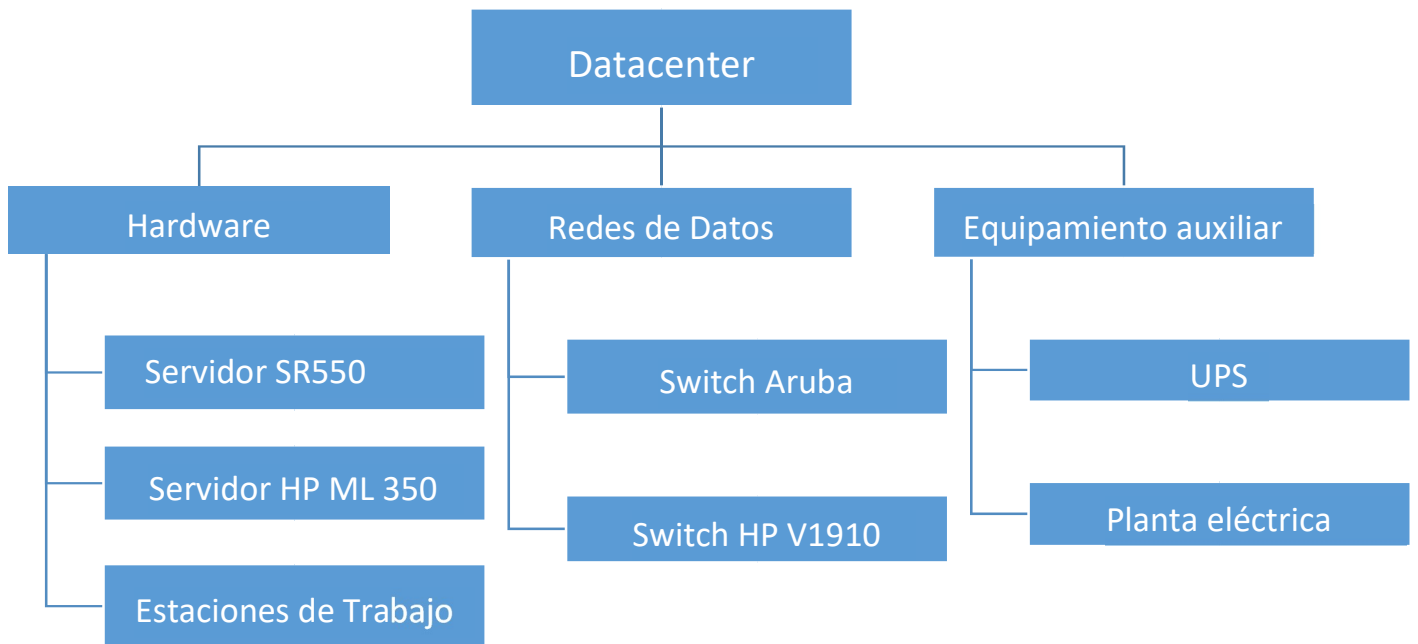 Datacenter
Hardware
Redes de Datos
Equipamiento auxiliar
Servidor SR550
Switch Aruba
UPS
Servidor HP ML 350
Switch HP V1910
Planta eléctrica
Estaciones de Trabajo